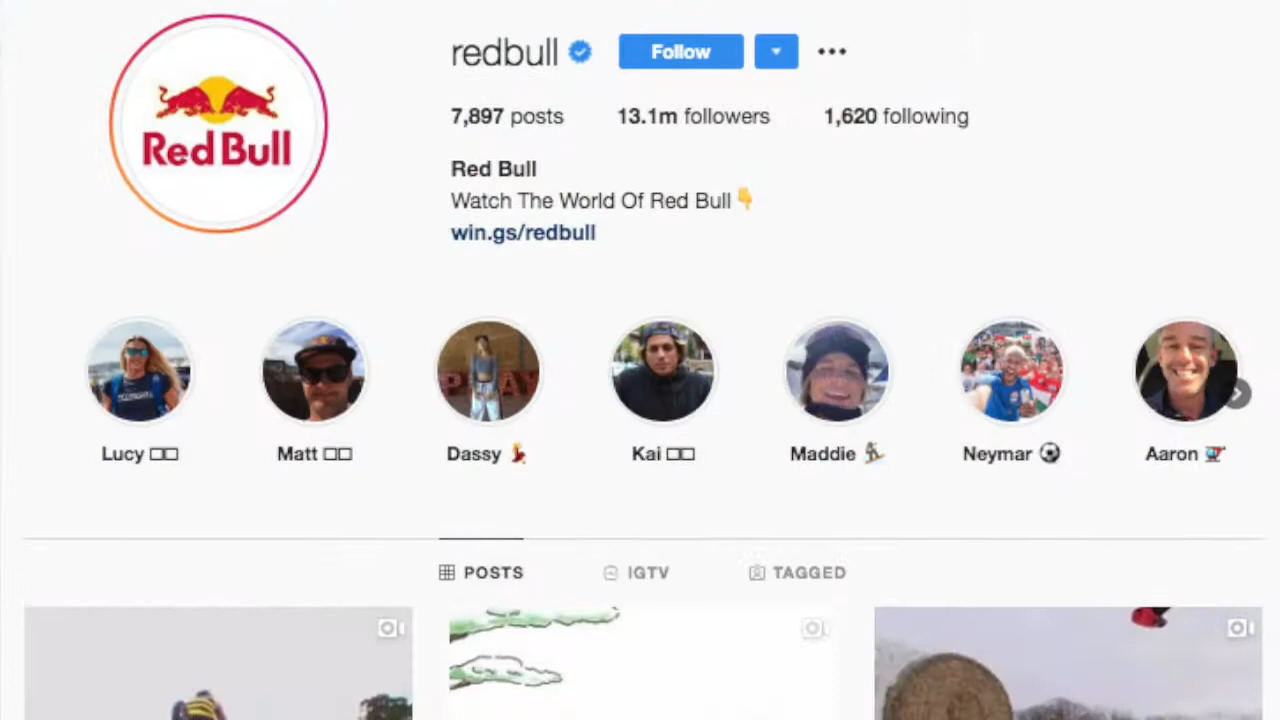 redbull Follow
Red Bull
7,897 posts 13.1m followers 1,620 following
Red Bull
Watch The World Of Red Bull👇
win.gs/redbull
PLAY
Lucy □□ Matt □□ Dassy 💃 Kai □□ Maddie 🏂 Neymar ⚽ Aaron 🚁
POSTS IGTV TAGGED